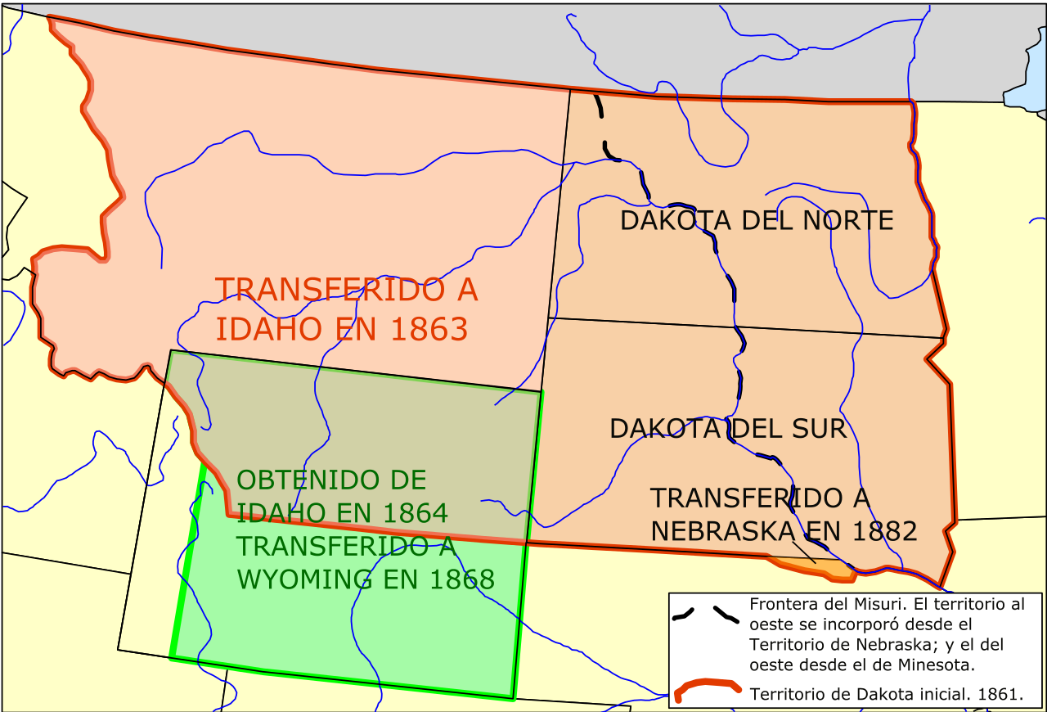 DAKOTA DEL NORTE
TRANSFERIDO A
IDAHO EN 1863
DAKOTA DEL SUR
OBTENIDO DE
IDAHO EN 1864
TRANSFERIDO A
WYOMING EN 1868
TRANSFERIDO A
NEBRASKA EN 1882
Frontera del Misuri. El territorio al
oeste se incorporó desde el
Territorio de Nebraska; y el del
oeste desde el de Minesota.
Territorio de Dakota inicial. 1861.